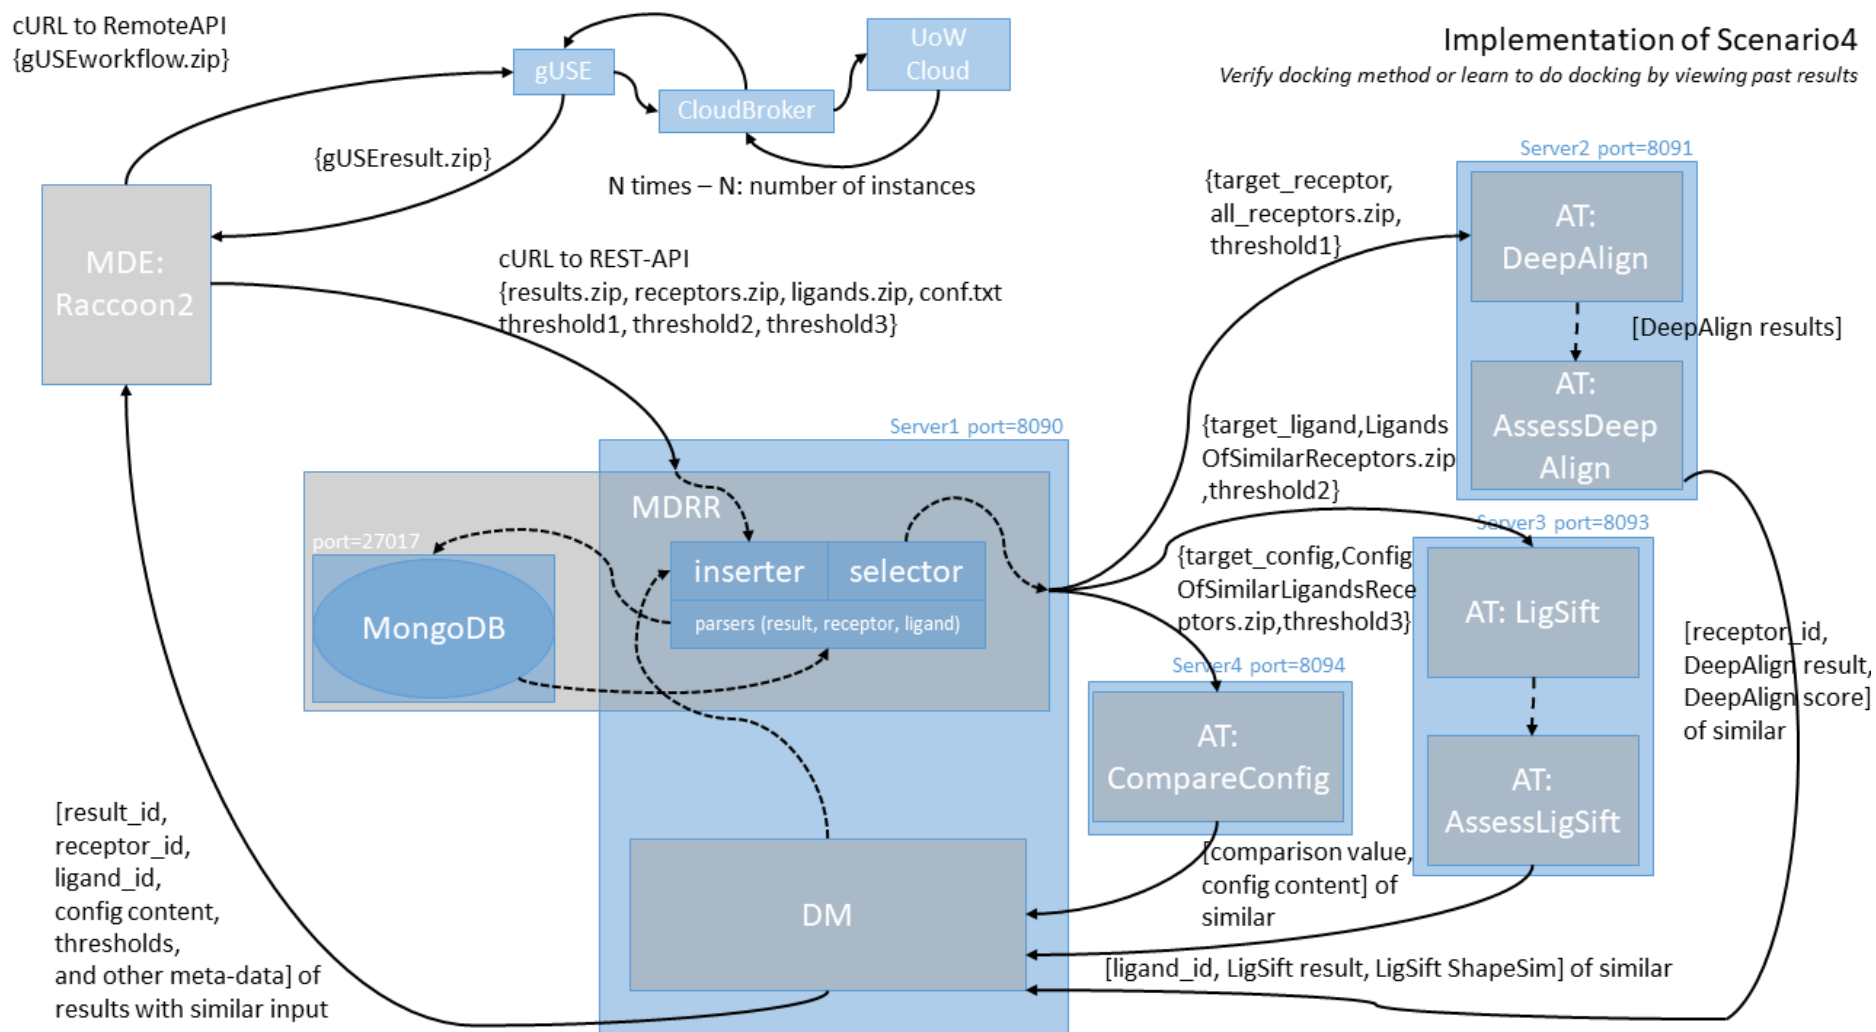 cURL to RemoteAPI
{gUSEworkflow.zip}
gUSE
UoW
Cloud
CloudBroker
Implementation of Scenario4
Verify docking method or learn to do docking by viewing past results
{gUSEresult.zip}
N times – N: number of instances
MDE:
Raccoon2
cURL to REST-API
{results.zip, receptors.zip, ligands.zip, conf.txt
threshold1, threshold2, threshold3}
{target_receptor,
all_receptors.zip,
threshold1}
Server2 port=8091
AT:
DeepAlign
[DeepAlign results]
AT:
AssessDeep
Align
Server1 port=8090
{target_ligand,Ligands
OfSimilarReceptors.zip
,threshold2}
MDRR
port=27017
MongoDB
inserter
selector
parsers (result, receptor, ligand)
{target_config,Config
OfSimilarLigandsRece
ptors.zip,threshold3}
Server3 port=8093
AT: LigSift
AT:
AssessLigSift
[receptor_id,
DeepAlign result,
DeepAlign score]
of similar
Server4 port=8094
AT:
CompareConfig
[comparison value,
config content] of
similar
DM
[ligand_id, LigSift result, LigSift ShapeSim] of similar
[result_id,
receptor_id,
ligand_id,
config content,
thresholds,
and other meta-data] of
results with similar input